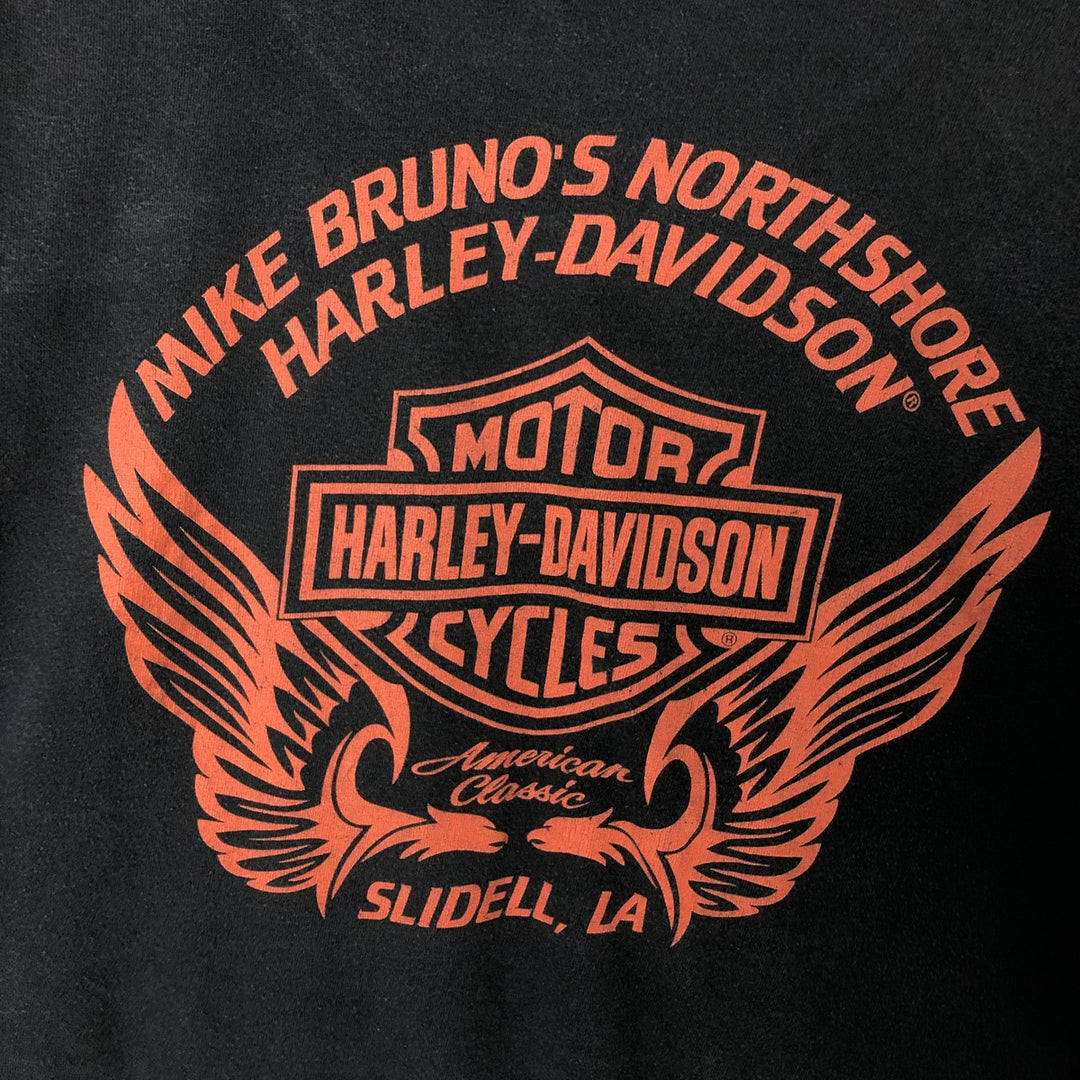 MIKE BRUNO'S NORTHSHORE
HARLEY-DAVIDSON®
MOTOR
HARLEY-DAVIDSON
CYCLES ®
American
Classic
SLIDELL, LA